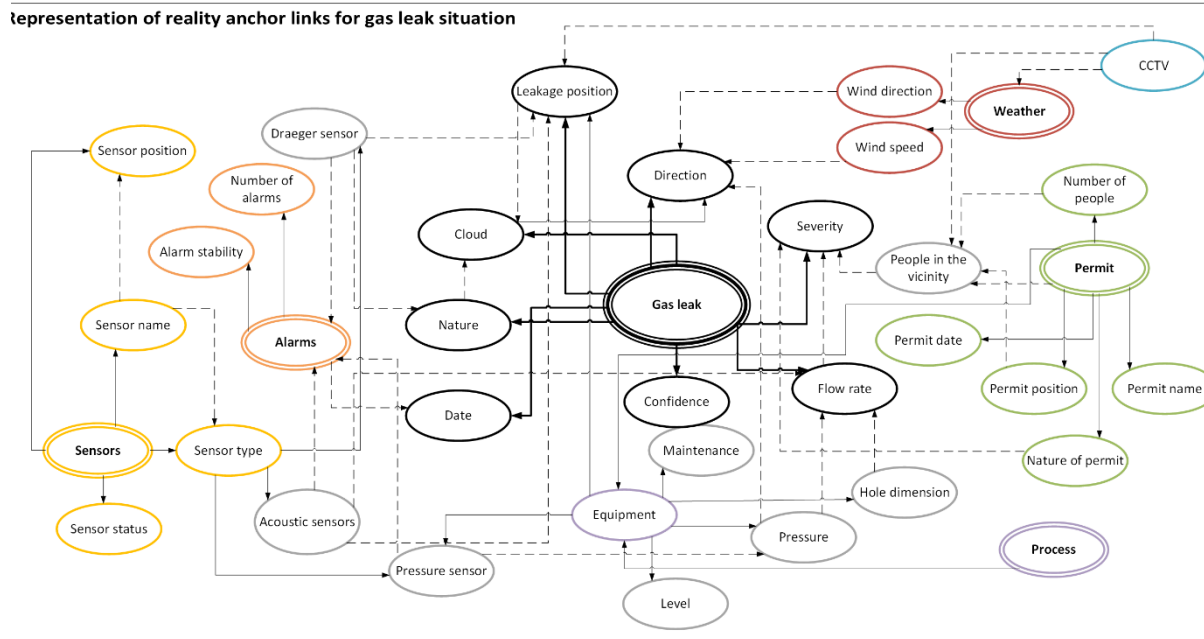 Representation of reality anchor links for gas leak situation
CCTV
Leakage position
Wind direction
Weather
Draeger sensor
Sensor position
Wind speed
Direction
Number of
alarms
Number of
people
Cloud
Severity
Alarm stability
People in the
vicinity
Permit
Gas leak
Sensor name
Nature
Alarms
Permit date
Permit position
Permit name
Flow rate
Date
Confidence
Sensors
Sensor type
Maintenance
Nature of permit
Hole dimension
Sensor status
Acoustic sensors
Equipment
Pressure
Process
Pressure sensor
Level